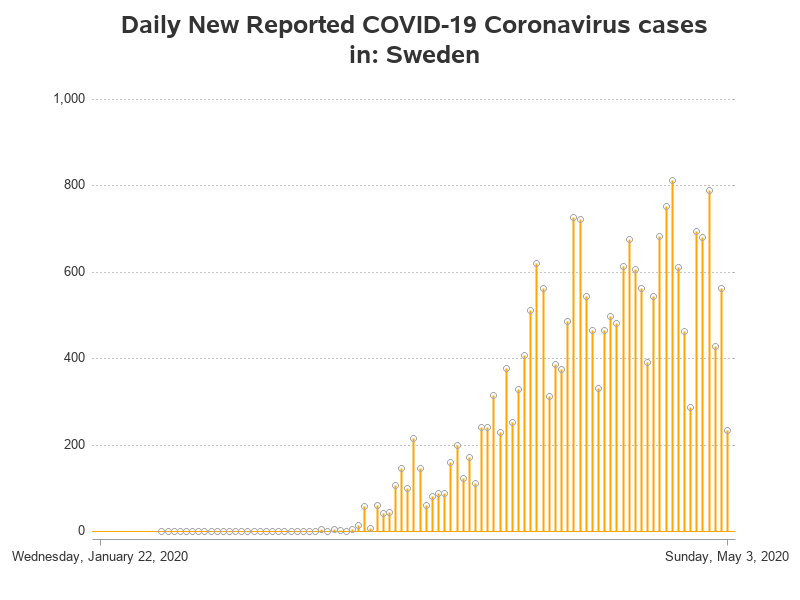 Daily New Reported COVID-19 Coronavirus cases
in: Sweden
1,000
800
600
400
200
0
Wednesday, January 22, 2020
Sunday, May 3, 2020